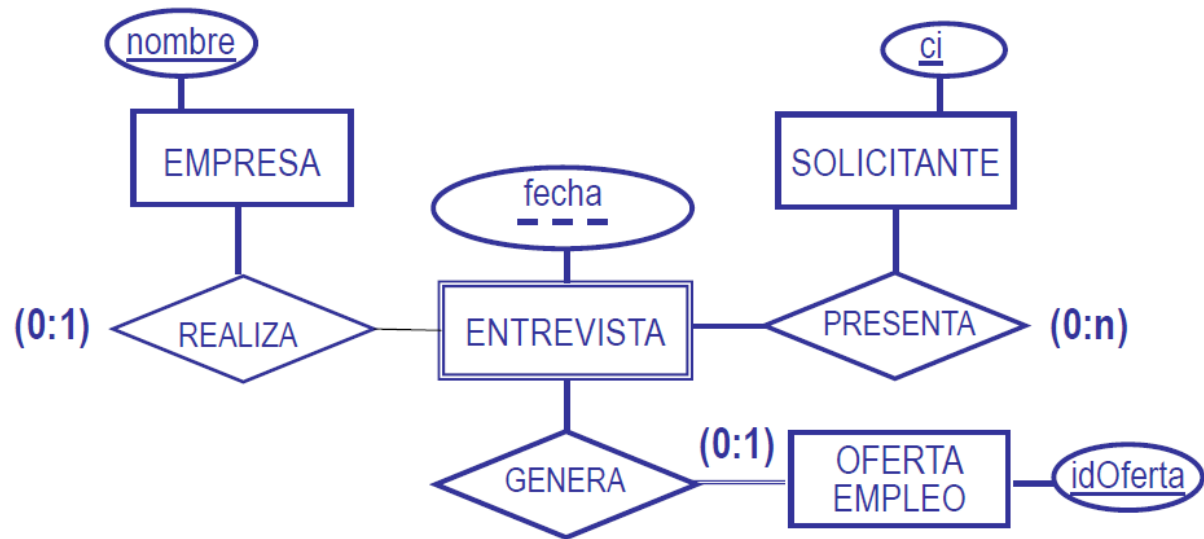 nombre
ci
EMPRESA
SOLICITANTE
fecha
(0:1)
REALIZA
ENTREVISTA
PRESENTA
(0:n)
GENERA
(0:1)
OFERTA
EMPLEO
idOferta